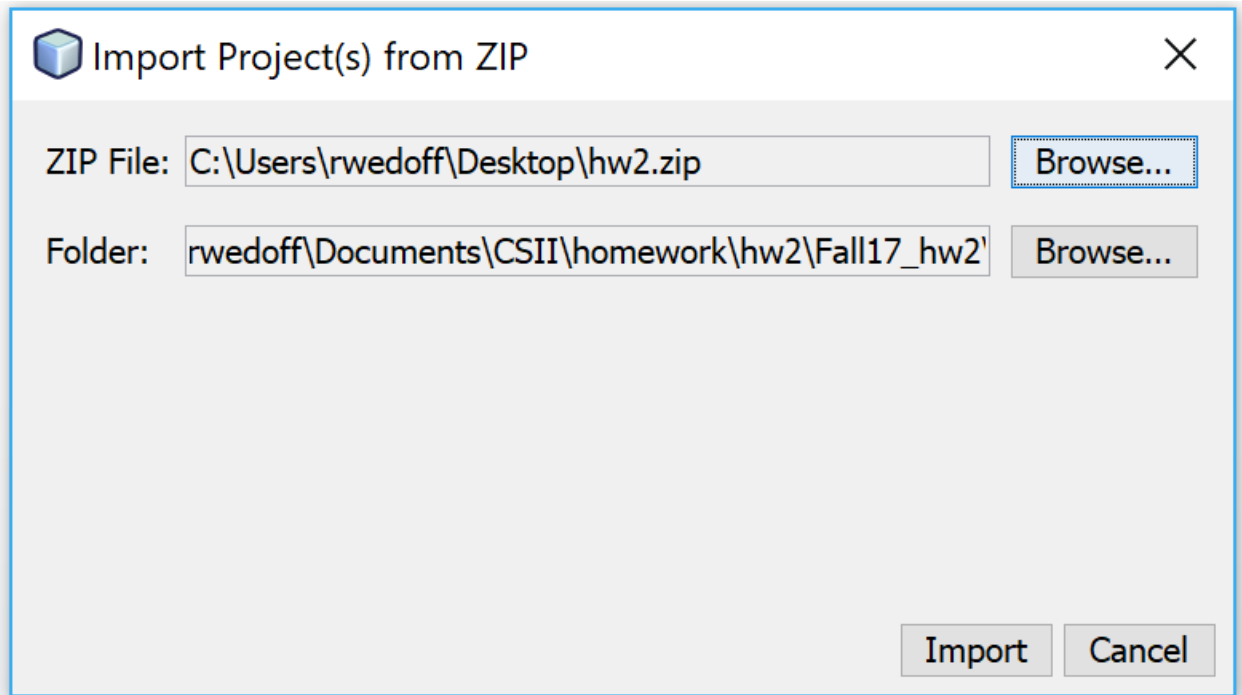 Import Project(s) from ZIP
ZIP File: C:\Users\rwedoff\Desktop\hw2.zip Browse...
Folder: rwedoff\Documents\CSII\homework\hw2\Fall17_hw2\ Browse...
Import Cancel